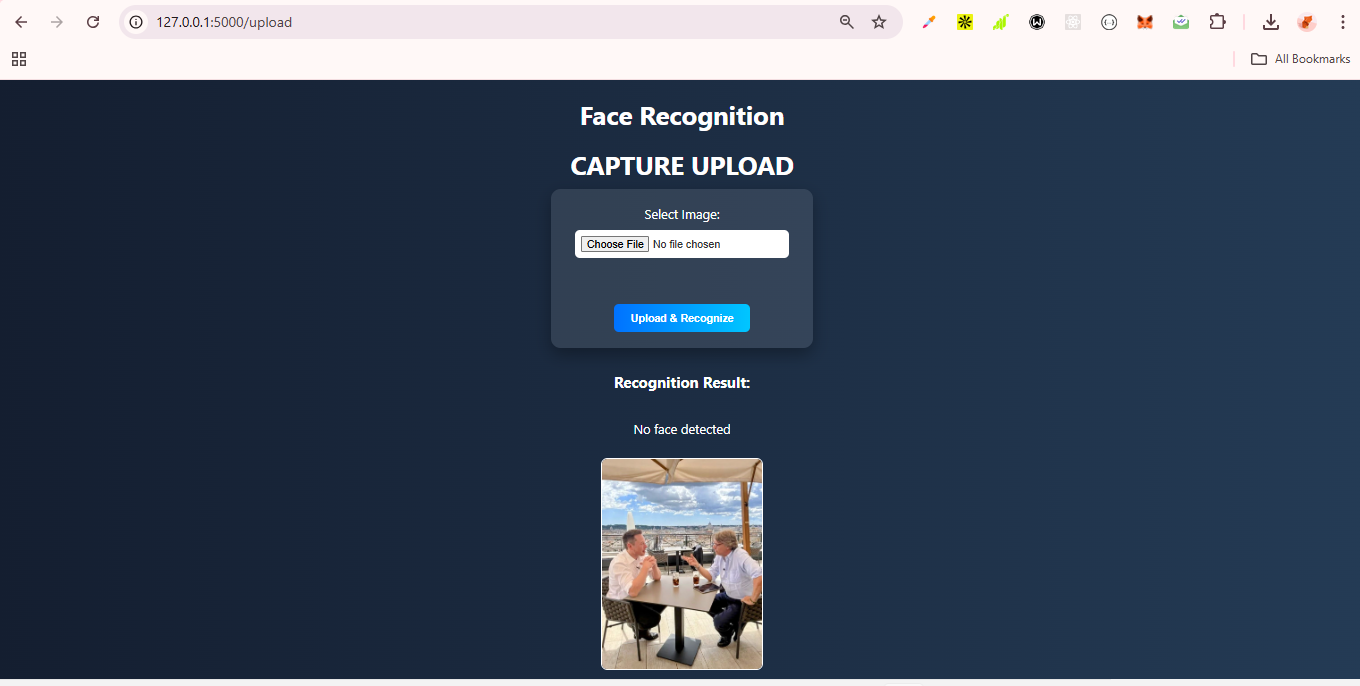 127.0.0.1:5000/upload
All Bookmarks
Face Recognition
CAPTURE UPLOAD
Select Image:
Choose File No file chosen
Upload & Recognize
Recognition Result:
No face detected